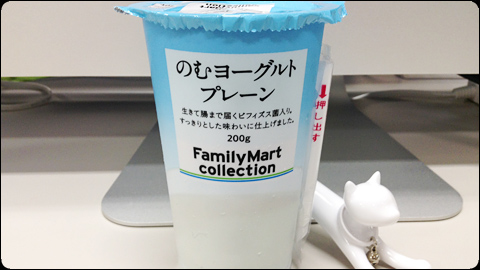 のむヨーグルト
プレーン
生きて腸まで届くビフィズス菌入り。
すっきりとした味わいに仕上げました。
200g
FamilyMart
collection
押し出す